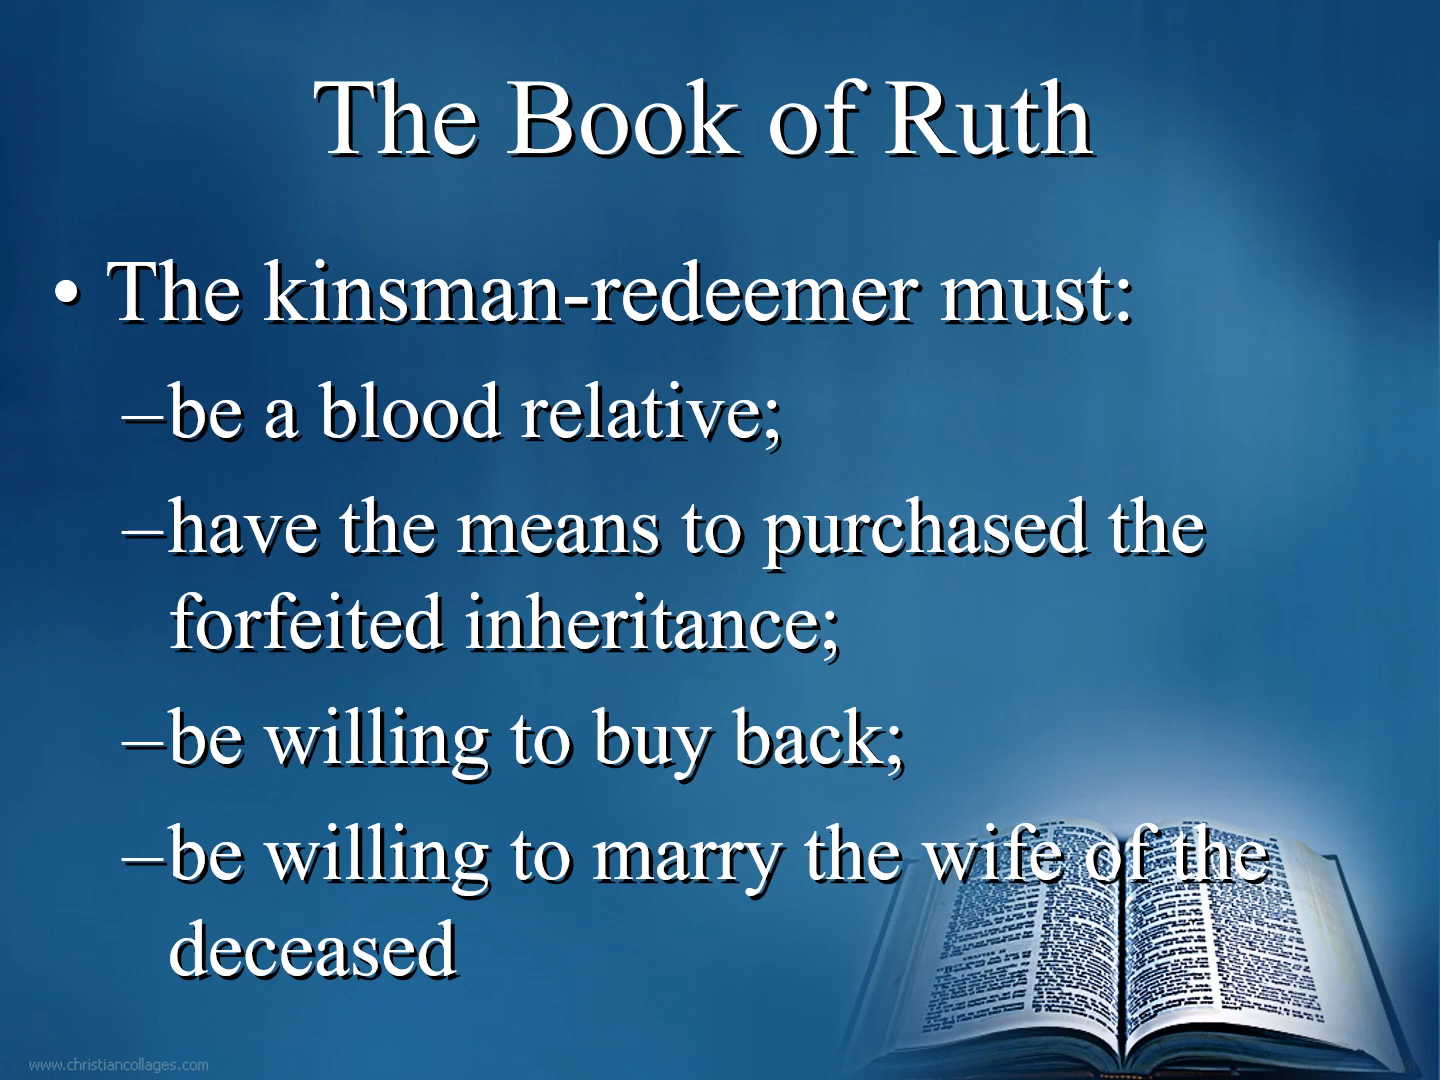 The Book of Ruth
• The kinsman-redeemer must:
–be a blood relative;
–have the means to purchased the
forfeited inheritance;
–be willing to buy back;
–be willing to marry the wife of the
deceased
www.christiancollages.com